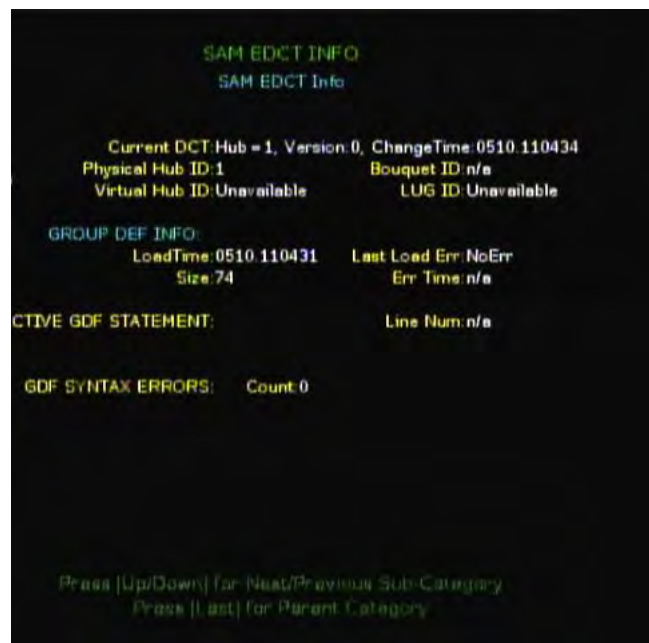 SAM EDCT INFO
SAM EDCT Info
Current DCT:Hub = 1, Version:0, ChangeTime:0510.110434
Physical Hub ID:1 Bouquet ID:n/a
Virtual Hub ID:Unavailable LUG ID:Unavailable
GROUP DEF INFO:
LoadTime:0510.110431 Last Load Err:NoErr
Size:74 Err Time:n/a
CTIVE GDF STATEMENT: Line Num:n/a
GDF SYNTAX ERRORS: Count:0
Press [Up/Down] for Next/Previous Sub-Category
Press [Last] for Parent Category